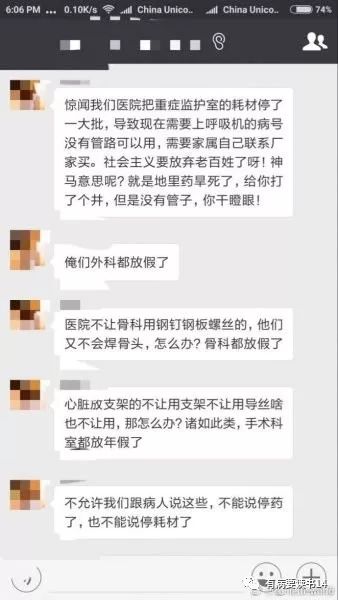 6:06 PM
0.10K/s
China Unico..
China Unico..
74%
惊闻我们医院把重症监护室的耗材停了
一大批，导致现在需要上呼吸机的病号
没有管路可以用，需要家属自己联系厂
家买。社会主义要放弃老百姓了呀！神
马意思呢？就是地里药旱死了，给你打
了个井，但是没有管子，你干瞪眼！
俺们外科都放假了
医院不让骨科用钢钉钢板螺丝的，他们
又不会焊骨头，怎么办？骨科都放假了
心脏放支架的不让用支架不让用导丝啥
也不让用，那怎么办？诸如此类，手术科
室都放年假了
不允许我们跟病人说这些，不能说停药
了，也不能说停耗材了
有病要读书14